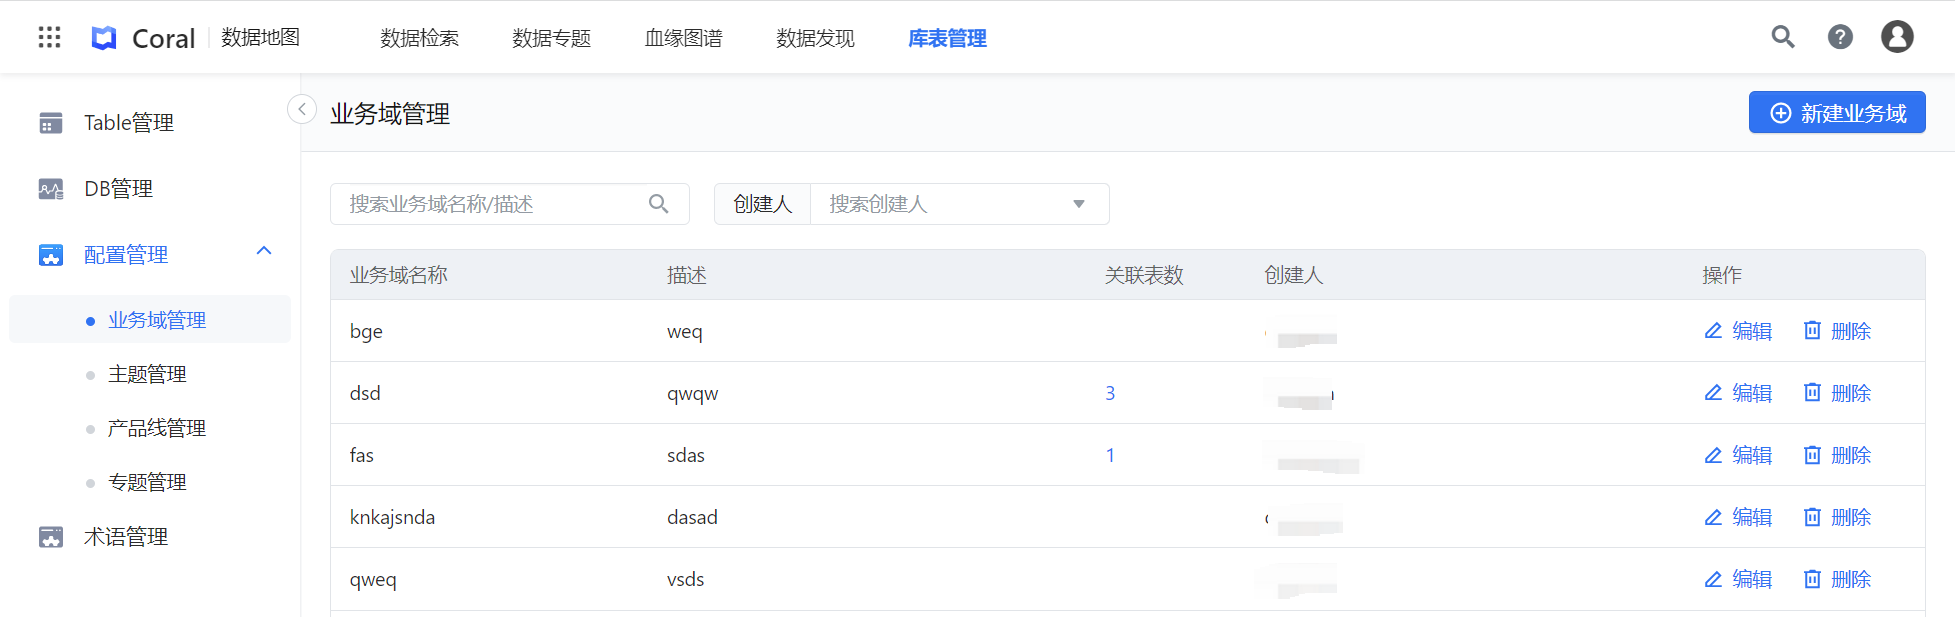 Coral 数据地图 数据检索 数据专题 血缘图谱 数据发现 库表管理
Table管理
DB管理
配置管理
业务域管理
主题管理
产品线管理
专题管理
术语管理
业务域管理 新建业务域
搜索业务域名称/描述 创建人 搜索创建人
业务域名称 描述 关联表数 创建人 操作
bge weq 编辑 删除
dsd qwqw 3 编辑 删除
fas sdas 1 编辑 删除
knkajsnda dasad 编辑 删除
qweq vsds 编辑 删除